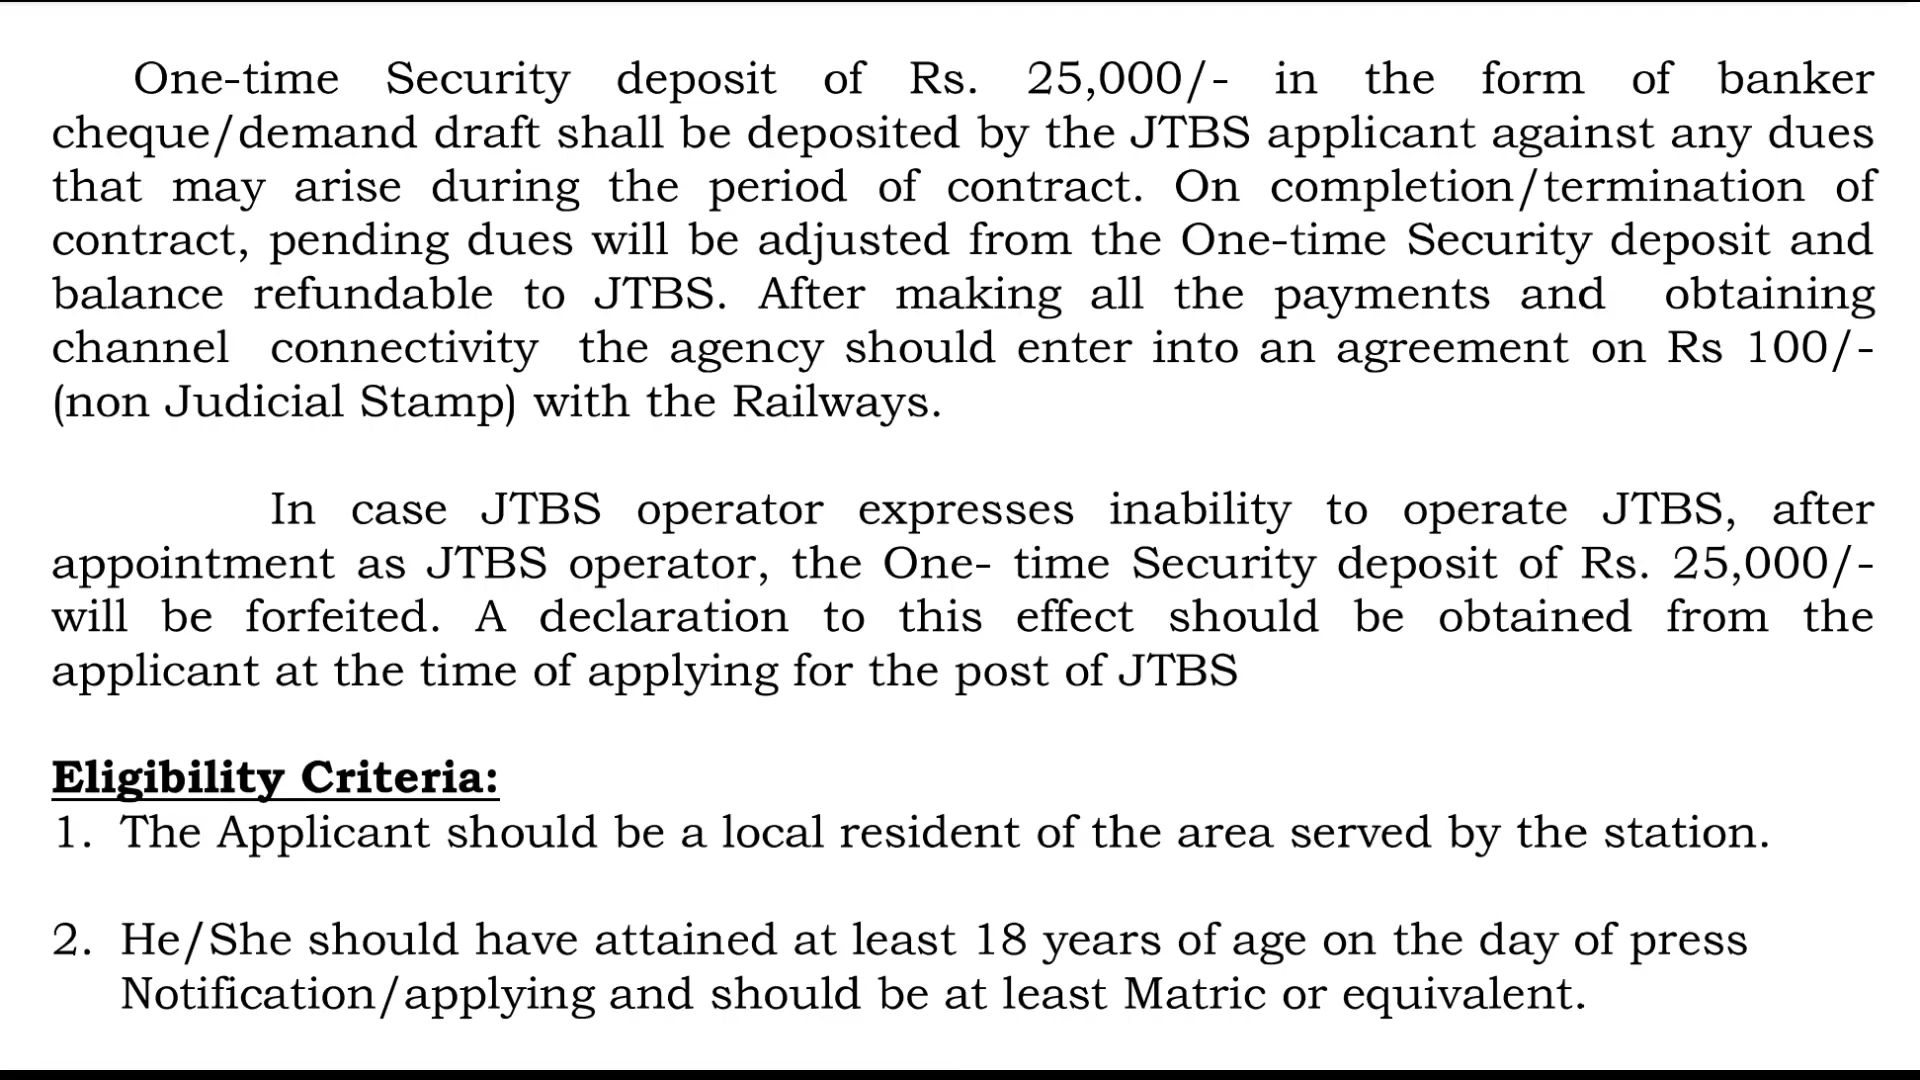 One-time Security deposit of Rs. 25,000/- in the form of banker
cheque/demand draft shall be deposited by the JTBS applicant against any dues
that may arise during the period of contract. On completion/termination of
contract, pending dues will be adjusted from the One-time Security deposit and
balance refundable to JTBS. After making all the payments and obtaining
channel connectivity the agency should enter into an agreement on Rs 100/-
(non Judicial Stamp) with the Railways.
In case JTBS operator expresses inability to operate JTBS, after
appointment as JTBS operator, the One- time Security deposit of Rs. 25,000/-
will be forfeited. A declaration to this effect should be obtained from the
applicant at the time of applying for the post of JTBS
Eligibility Criteria:
1. The Applicant should be a local resident of the area served by the station.
2. He/She should have attained at least 18 years of age on the day of press
Notification/applying and should be at least Matric or equivalent.